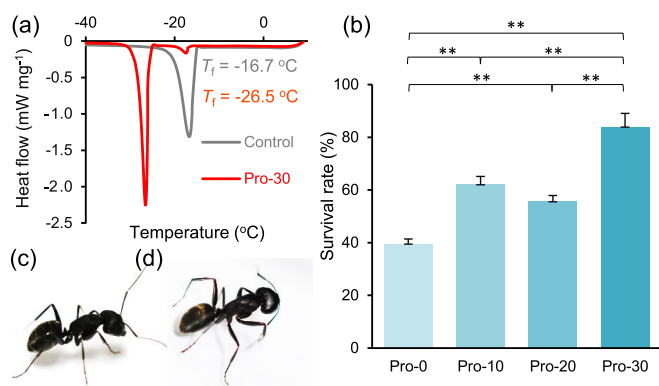 (a)
-40
-20
0
0
-0.5
-1.0
-1.5
-2.0
-2.5
Heat flow (mW mg⁻¹)
Tf = -16.7 °C
Tf = -26.5 °C
Control
Pro-30
Temperature (°C)
(b)
**
** **
** **
100
80
60
40
20
0
Survival rate (%)
Pro-0 Pro-10 Pro-20 Pro-30
(c)
(d)